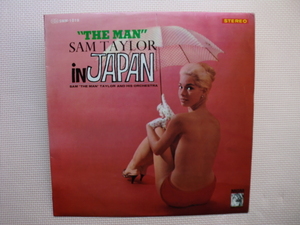 STEREO
"THE MAN"
SAM TAYLOR
in JAPAN
SAM "THE MAN" TAYLOR AND HIS ORCHESTRA